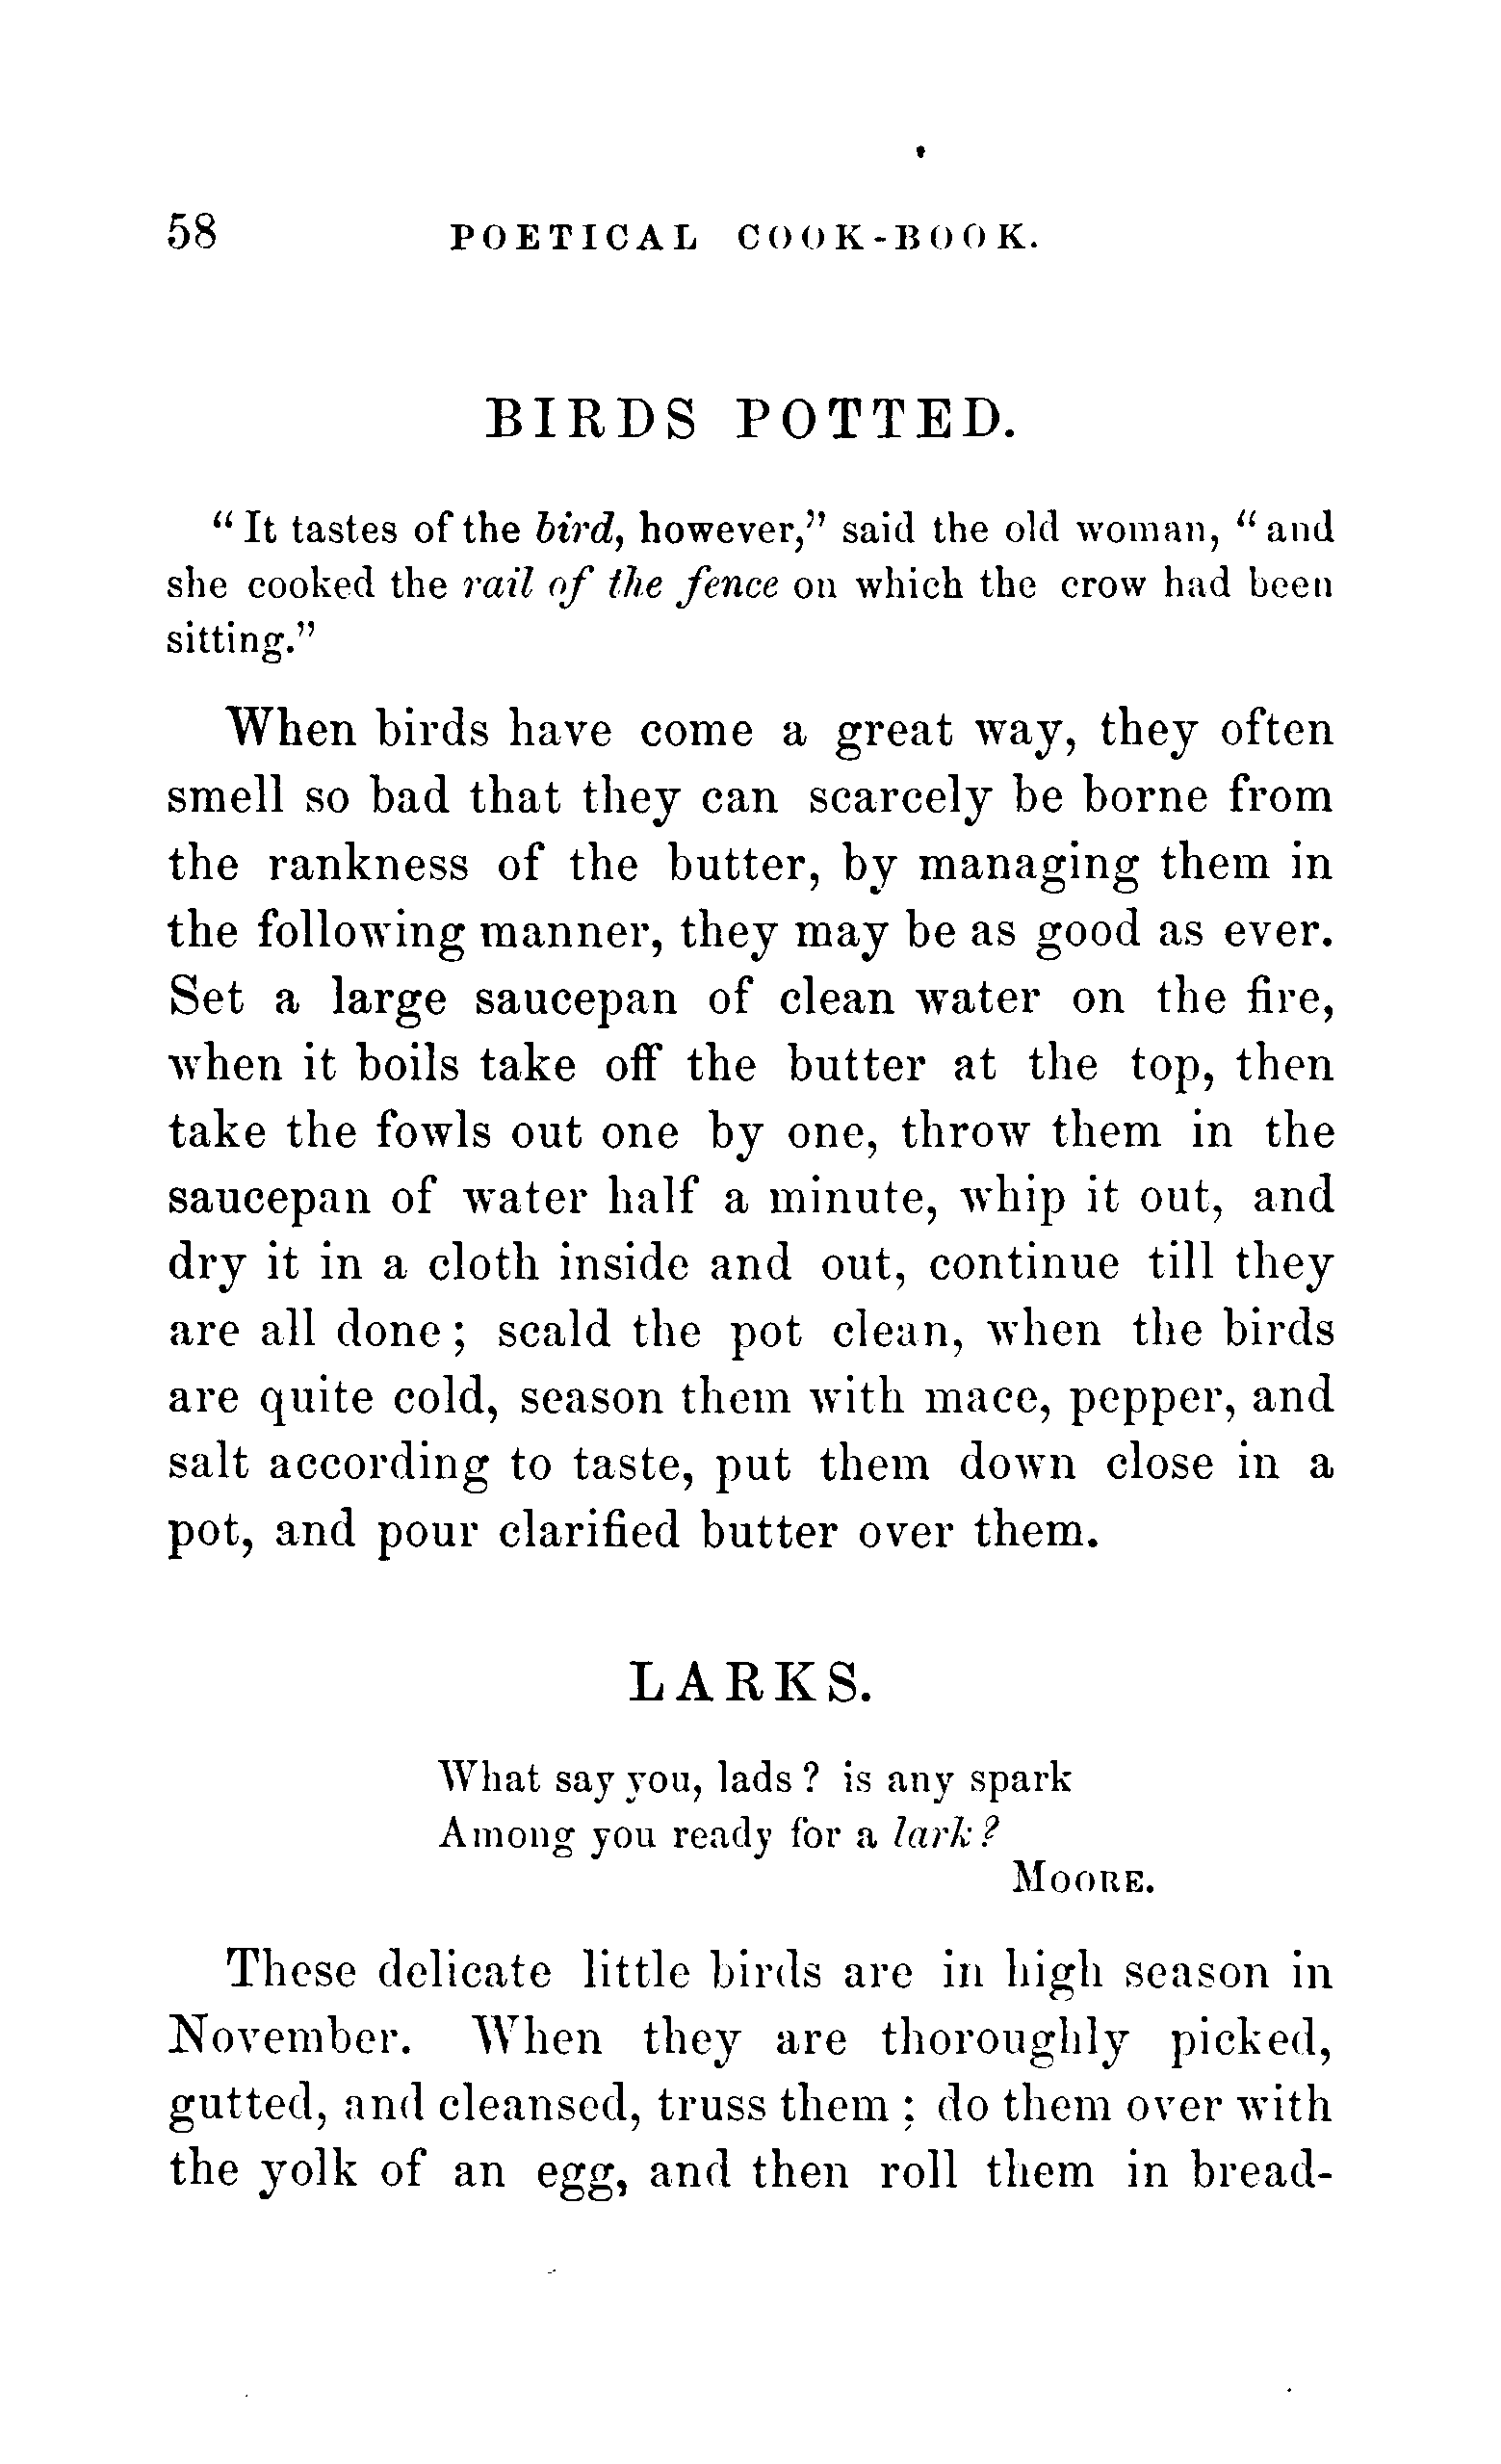 58 POETICAL COOK-BOOK.
BIRDS POTTED.
"It tastes of the bird, however," said the old woman, "and
she cooked the rail of the fence on which the crow had been
sitting."
When birds have come a great way, they often
smell so bad that they can scarcely be borne from
the rankness of the butter, by managing them in
the following manner, they may be as good as ever.
Set a large saucepan of clean water on the fire,
when it boils take off the butter at the top, then
take the fowls out one by one, throw them in the
saucepan of water half a minute, whip it out, and
dry it in a cloth inside and out, continue till they
are all done; scald the pot clean, when the birds
are quite cold, season them with mace, pepper, and
salt according to taste, put them down close in a
pot, and pour clarified butter over them.
LARKS.
What say you, lads? is any spark
Among you ready for a lark?
MOORE.
These delicate little birds are in high season in
November. When they are thoroughly picked,
gutted, and cleansed, truss them; do them over with
the yolk of an egg, and then roll them in bread-